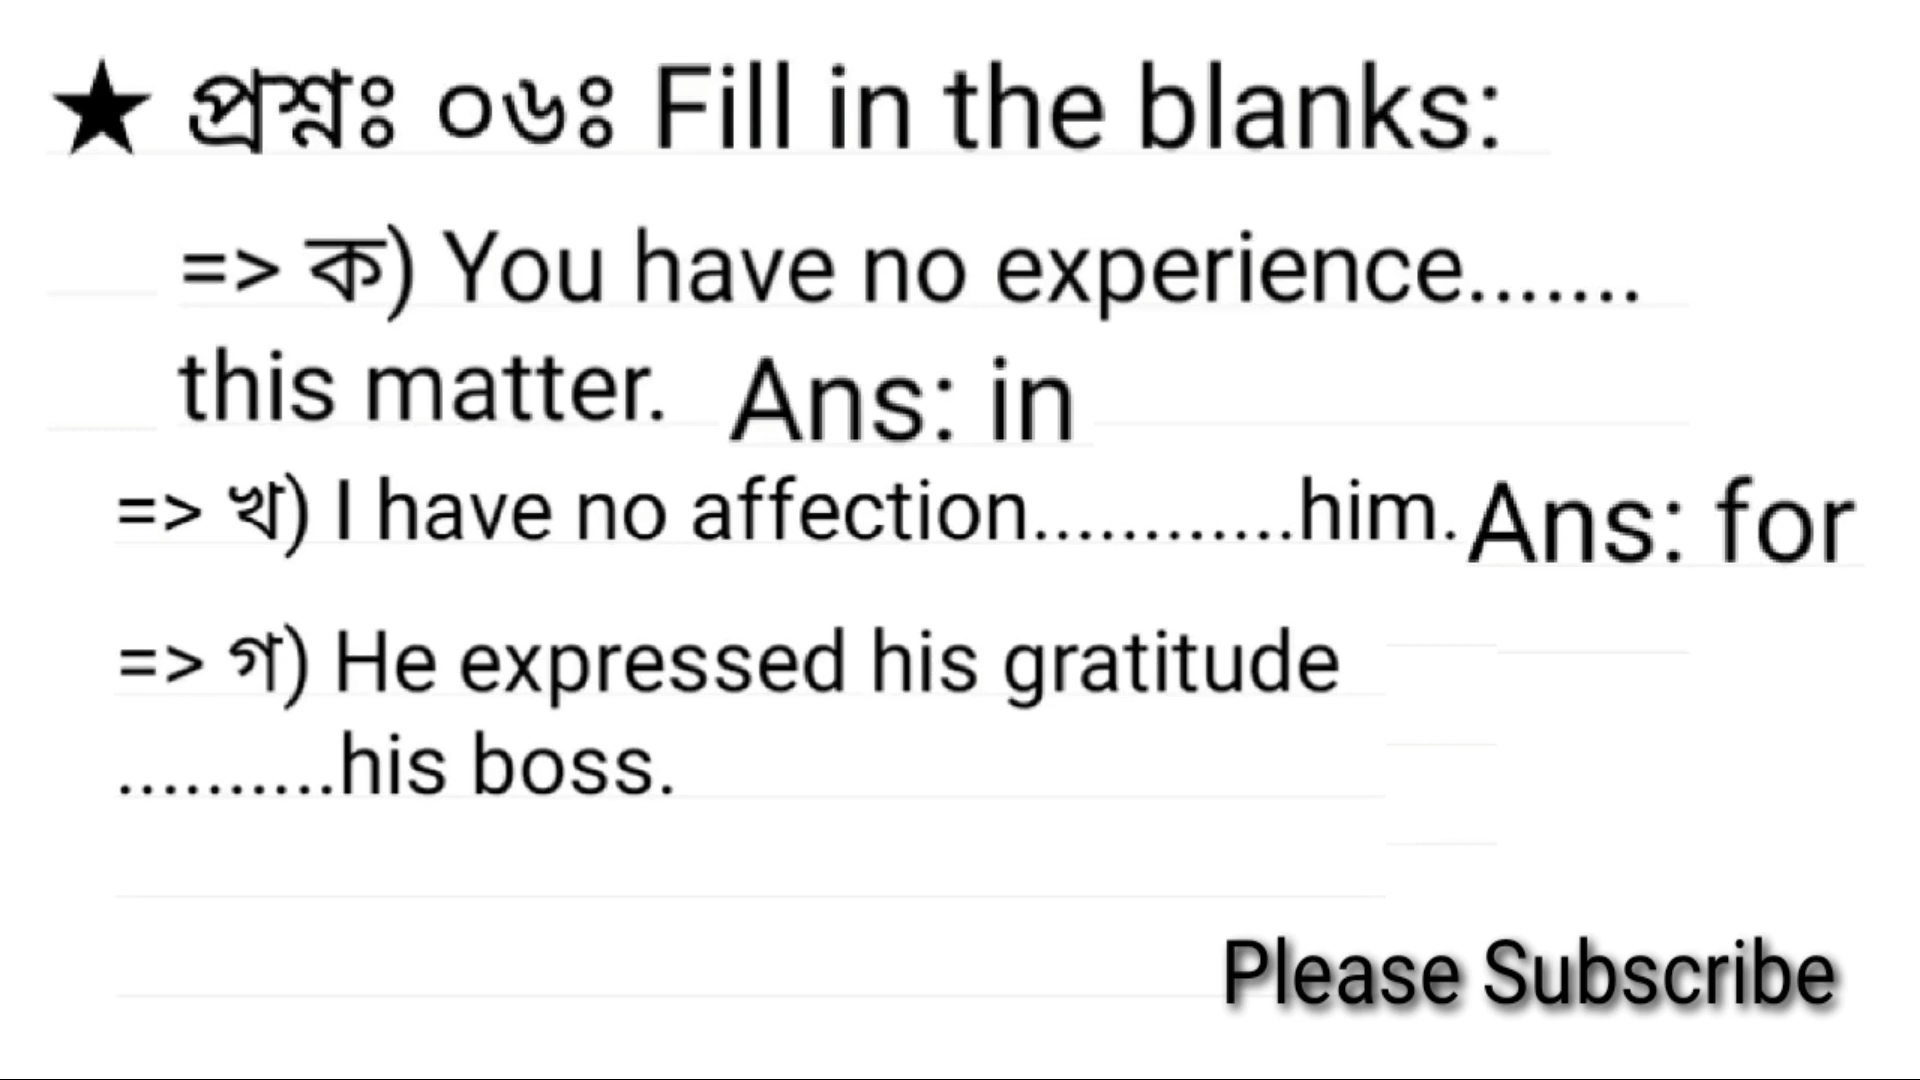 ★ প্রশ্নঃ ০৬ঃ Fill in the blanks:
=> ক) You have no experience.......
this matter. Ans: in
=> খ) I have no affection............him. Ans: for
=> গ) He expressed his gratitude
..........his boss.
Please Subscribe